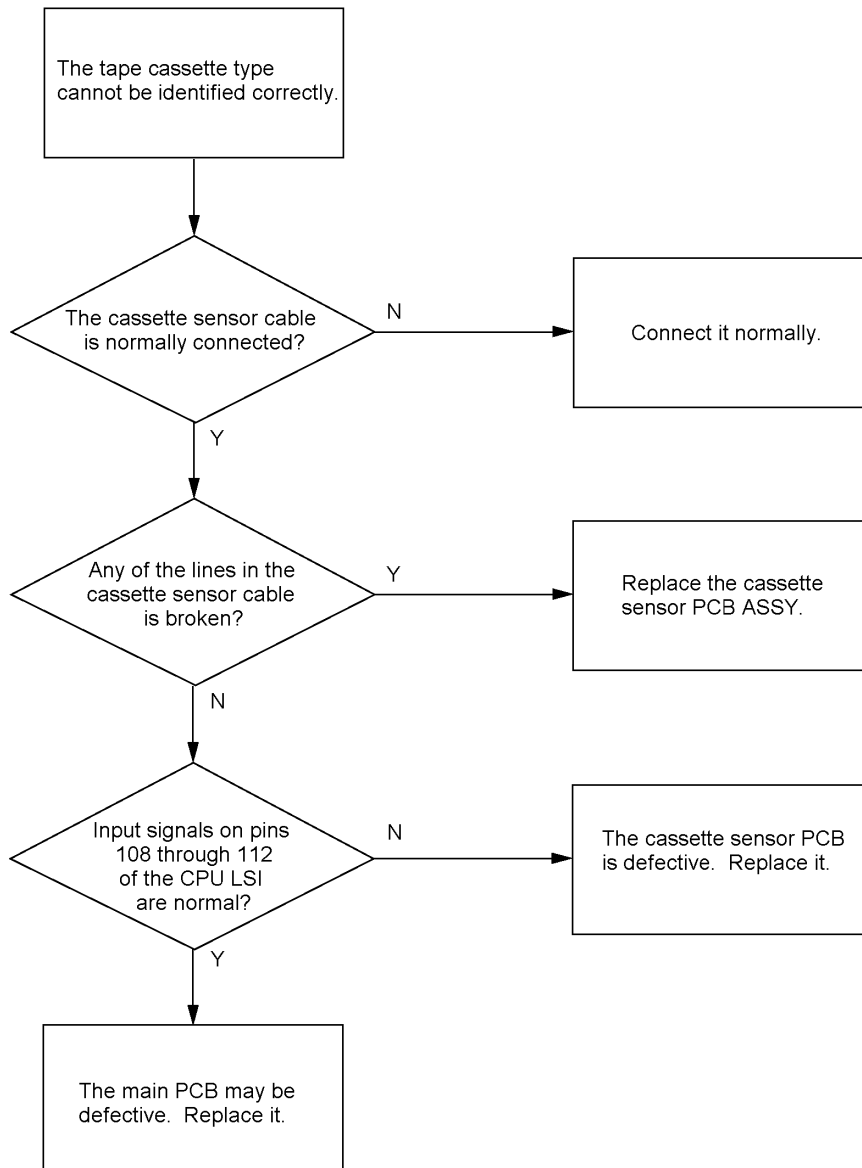 The tape cassette type
cannot be identified correctly.
The cassette sensor cable
is normally connected?
N
Connect it normally.
Y
Any of the lines in the
cassette sensor cable
is broken?
Y
Replace the cassette
sensor PCB ASSY.
N
Input signals on pins
108 through 112
of the CPU LSI
are normal?
N
The cassette sensor PCB
is defective.  Replace it.
Y
The main PCB may be
defective.  Replace it.